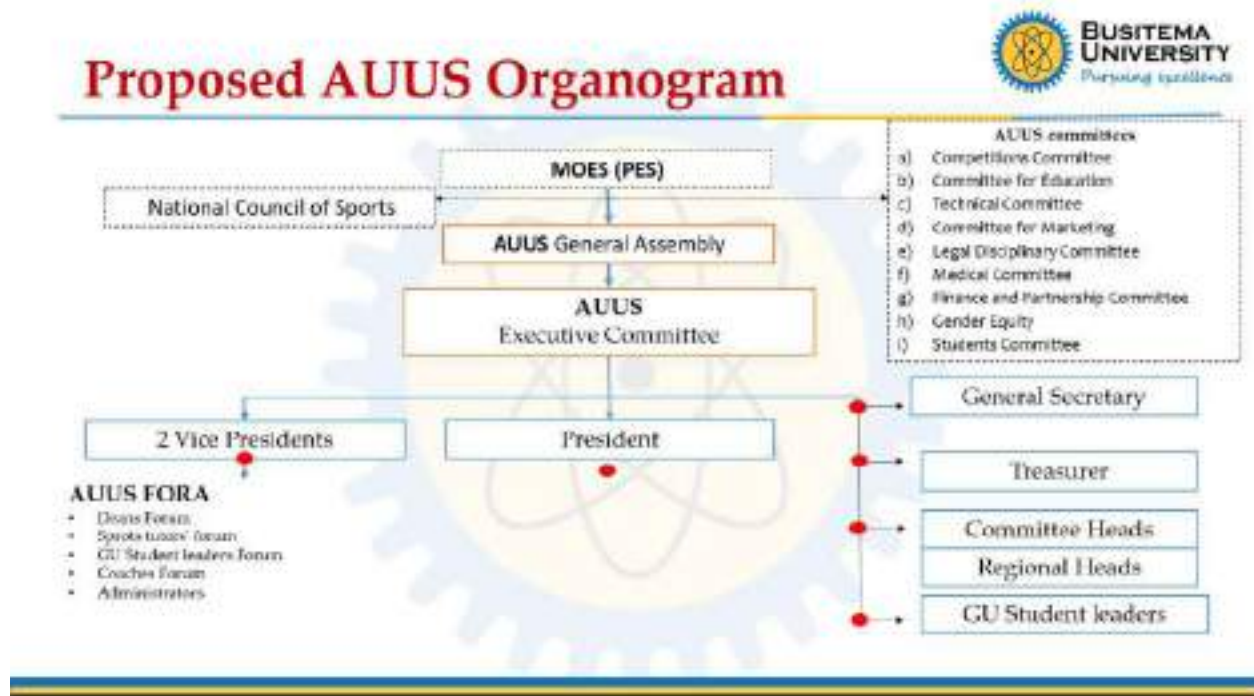 Proposed AUUS Organogram
BUSITEMA
UNIVERSITY
Pursuing excellence
MOES (PES)
National Council of Sports
AUUS General Assembly
AUUS
Executive Committee
AUUS committees
a) Competitions Committee
b) Committee for Education
c) Technical Committee
d) Committee for Marketing
e) Legal Disciplinary Committee
f) Medical Committee
g) Finance and Partnership Committee
h) Gender Equity
i) Students Committee
2 Vice Presidents
President
General Secretary
Treasurer
Committee Heads
Regional Heads
GU Student leaders
AUUS FORA
• Deans Forum
• Sprots tutors' forum
• GU Student leaders Forum
• Coaches Forum
• Administrators